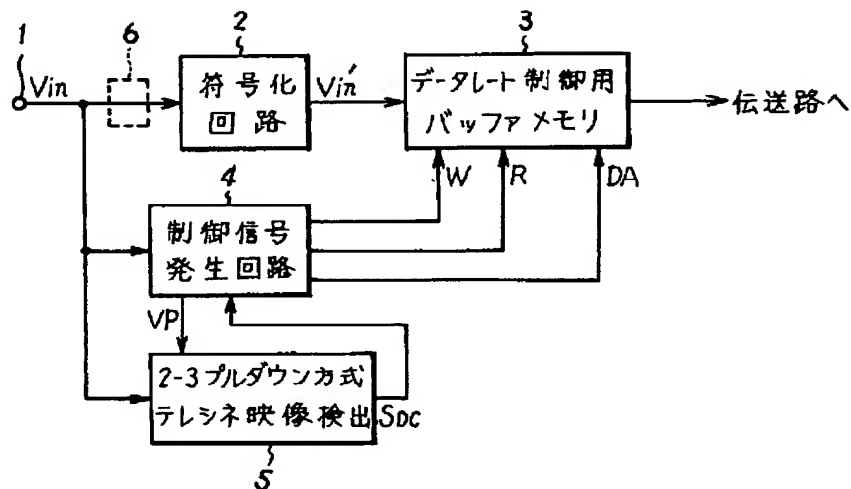 1
6
2
3
Vin
符号化
回路
Vin'
データレート制御用
バッファメモリ
伝送路へ
4
W
R
DA
制御信号
発生回路
VP
2-3プルダウン方式
テレシネ映像検出
SDC
5